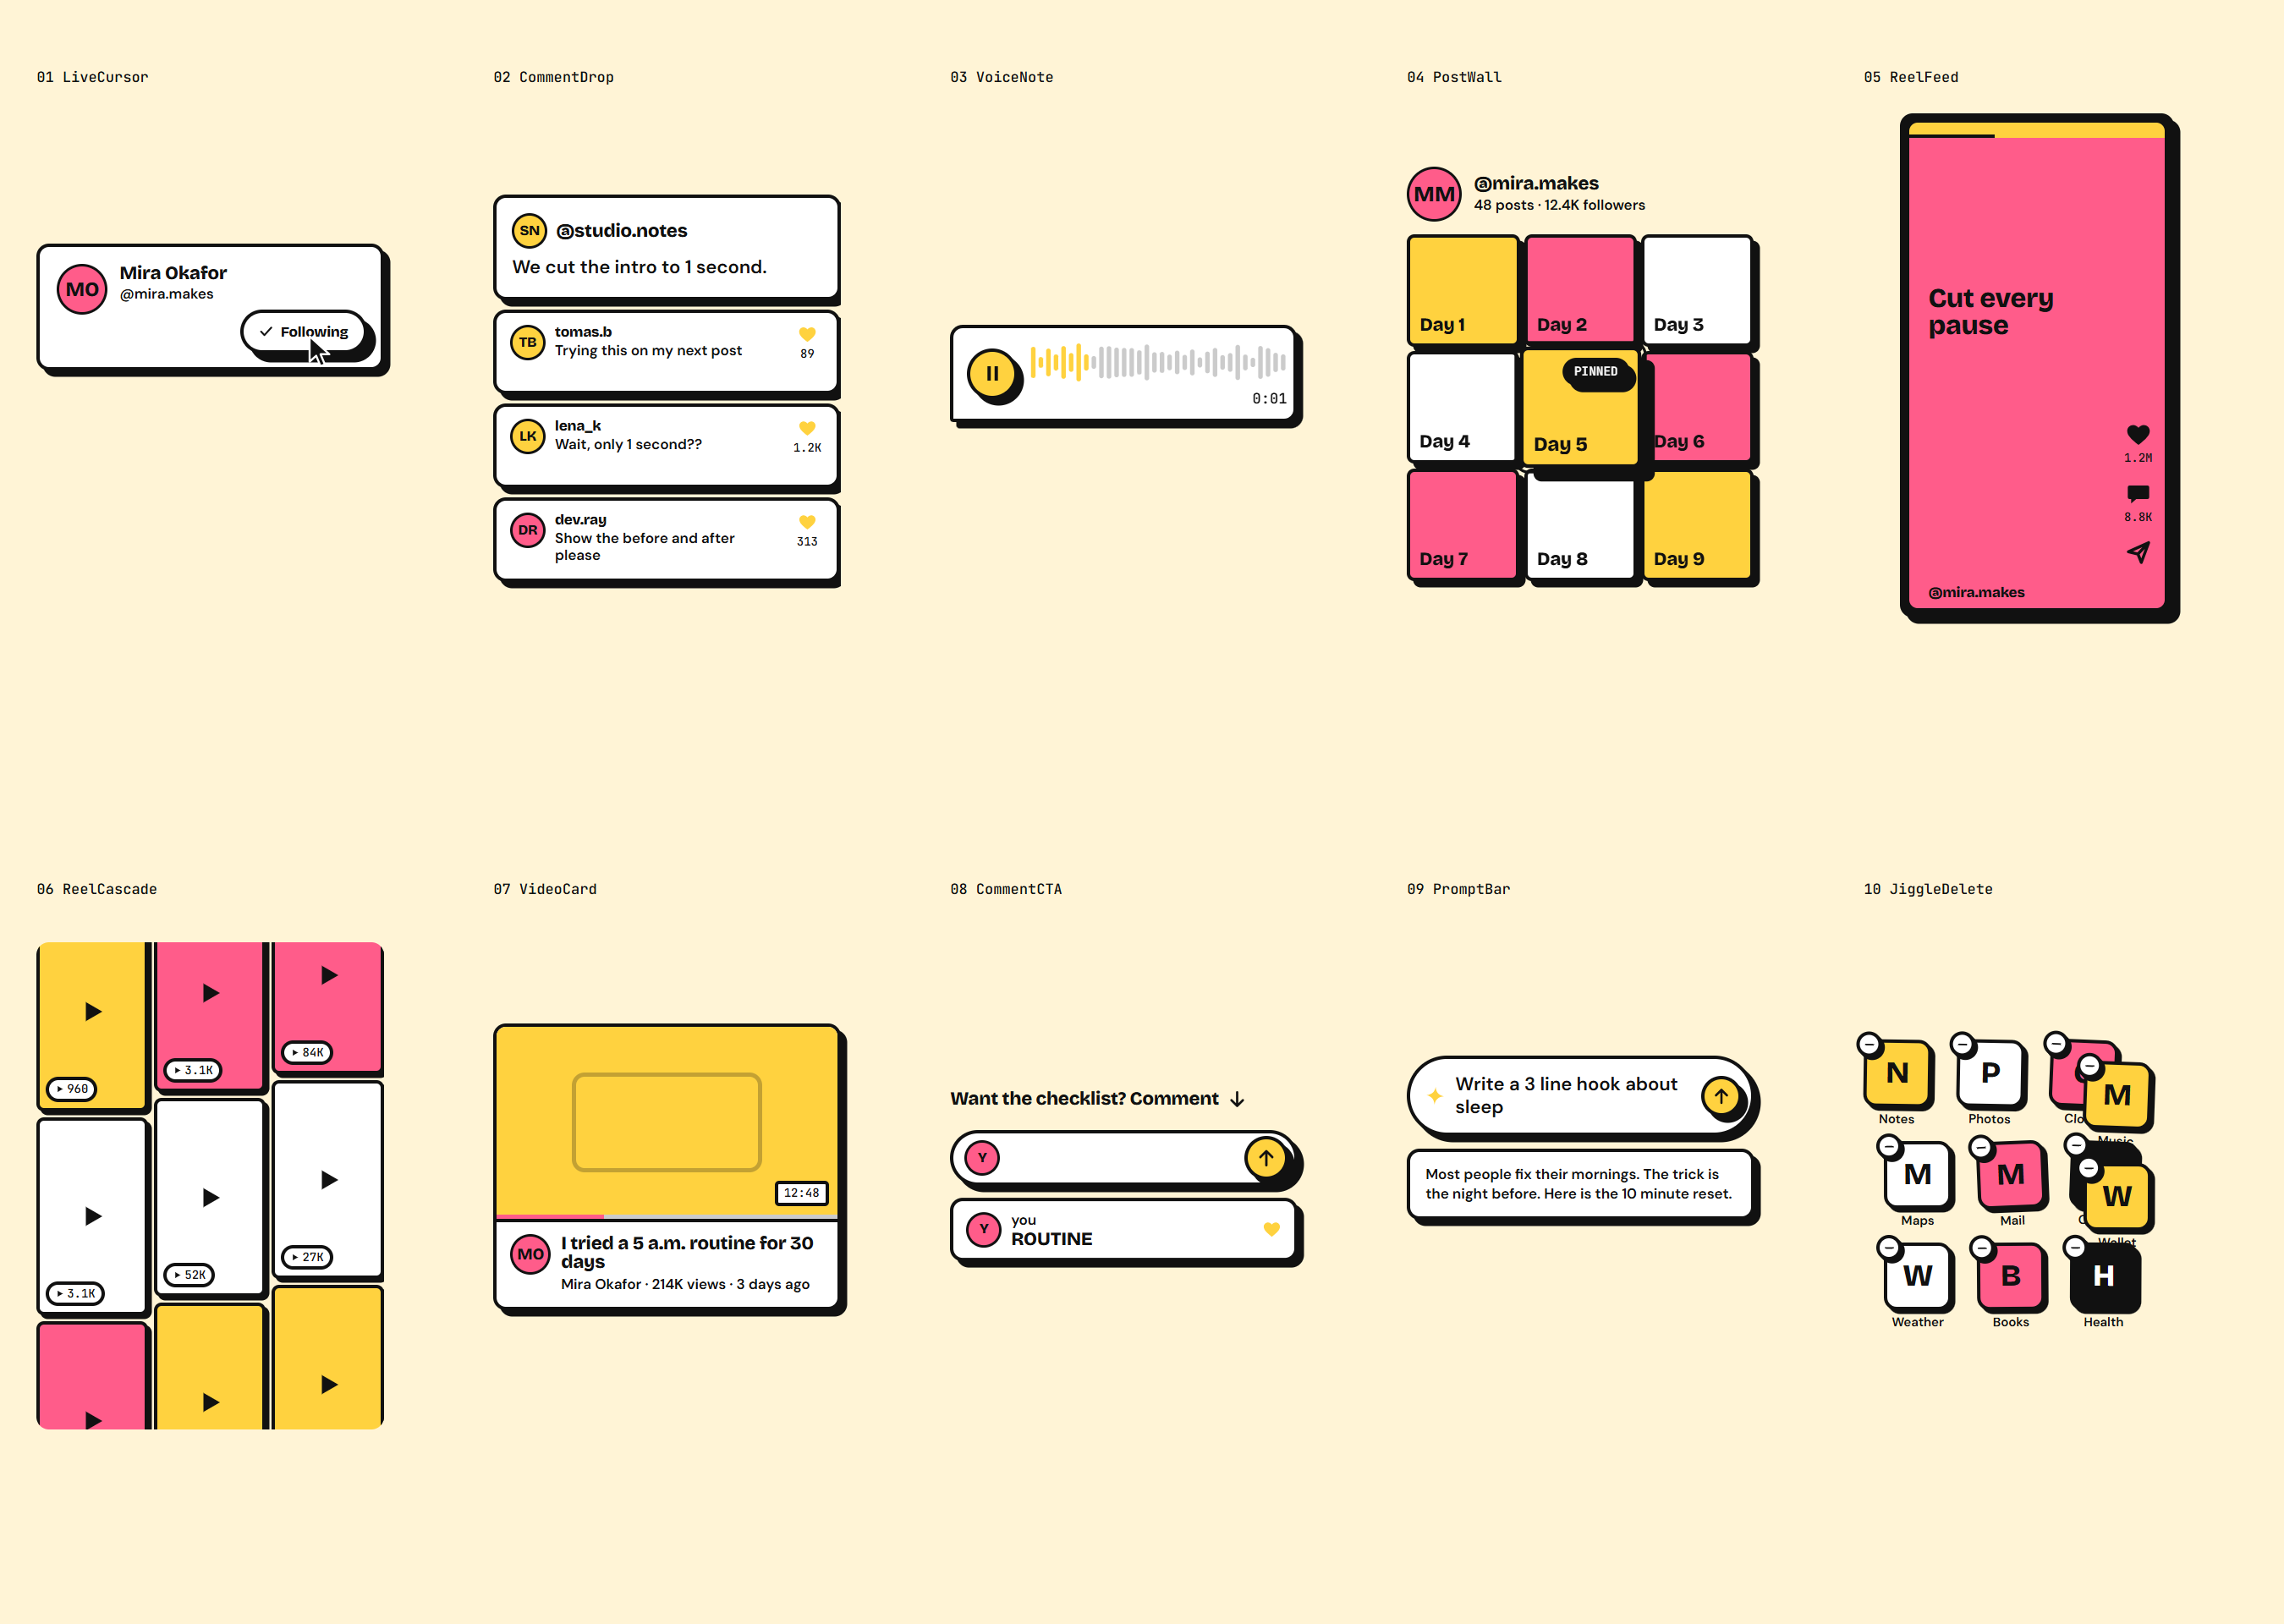 01 LiveCursor
MO
Mira Okafor
@mira.makes
Following
02 CommentDrop
SN
@studio.notes
We cut the intro to 1 second.
TB
tomas.b
Trying this on my next post
89
LK
lena_k
Wait, only 1 second??
1.2K
DR
dev.ray
Show the before and after
please
313
03 VoiceNote
0:01
04 PostWall
MM
@mira.makes
48 posts · 12.4K followers
Day 1
Day 2
Day 3
Day 4
PINNED
Day 5
Day 6
Day 7
Day 8
Day 9
05 ReelFeed
Cut every
pause
1.2M
8.8K
@mira.makes
06 ReelCascade
960
3.1K
84K
3.1K
52K
27K
07 VideoCard
12:48
MO
I tried a 5 a.m. routine for 30
days
Mira Okafor · 214K views · 3 days ago
08 CommentCTA
Want the checklist? Comment
Y
Y
you
ROUTINE
09 PromptBar
Write a 3 line hook about
sleep
Most people fix their mornings. The trick is
the night before. Here is the 10 minute reset.
10 JiggleDelete
N
Notes
P
Photos
M
Music
M
Maps
M
Mail
W
Wallet
W
Weather
B
Books
H
Health